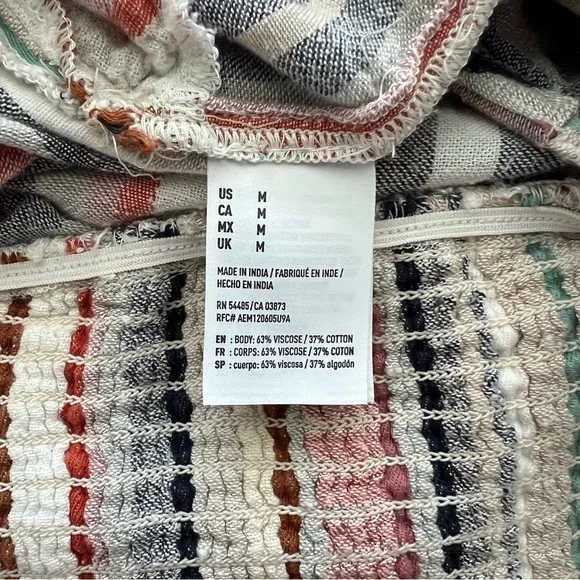 US M
CA M
MX M
UK M
MADE IN INDIA / FABRIQUÉ EN INDE /
HECHO EN INDIA
RN 54485/CA 03873
RFC# AEM120605U9A
EN : BODY: 63% VISCOSE / 37% COTTON
FR : CORPS: 63% VISCOSE / 37% COTON
SP : cuerpo: 63% viscosa / 37% algodón